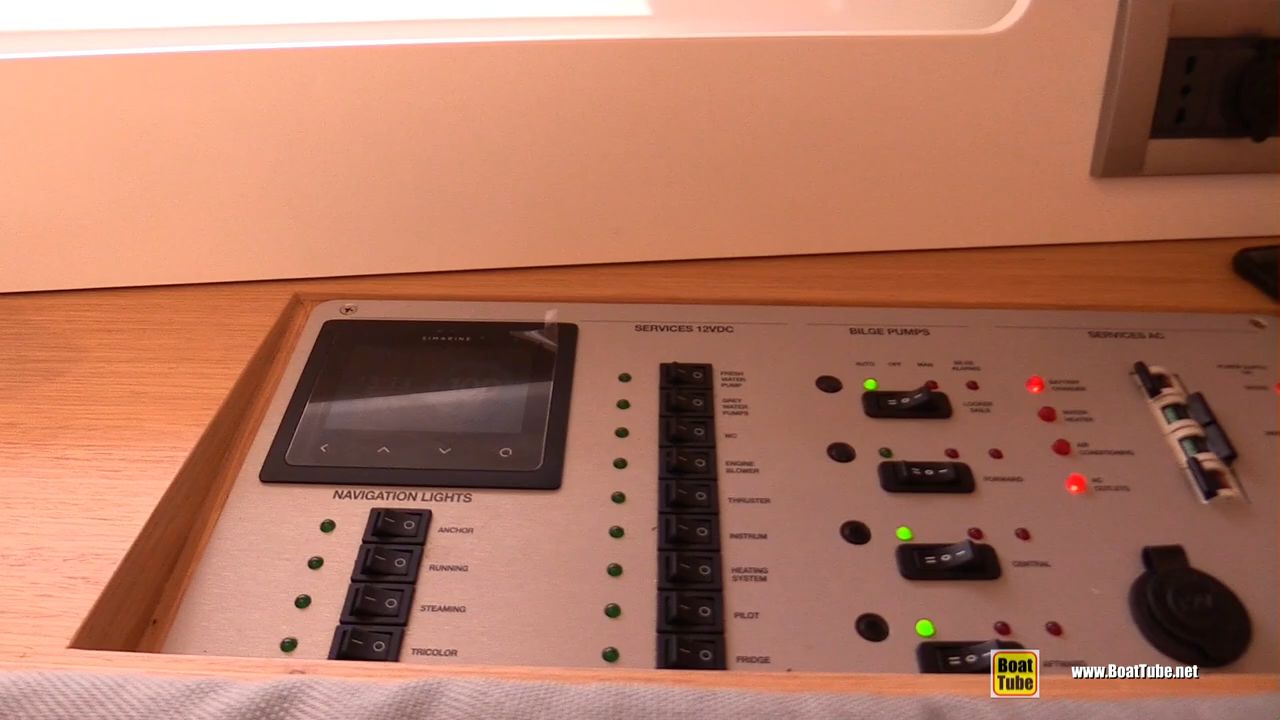 SIMARINE
NAVIGATION LIGHTS
ANCHOR
RUNNING
STEAMING
TRICOLOR
SERVICES 12VDC
FRESH
WATER
PUMP
GREY
WATER
PUMPS
WC
ENGINE
BLOWER
THRUSTER
INSTRUM
HEATING
SYSTEM
PILOT
FRIDGE
BILGE PUMPS
AUTO OFF MAN BILGE
ALARMS
FORWARD
CENTRAL
SERVICES AC
BATTERY
CHARGER
WATER
HEATER
AIR
CONDITIONERS
AC
OUTLETS
Boat
Tube
www.BoatTube.net